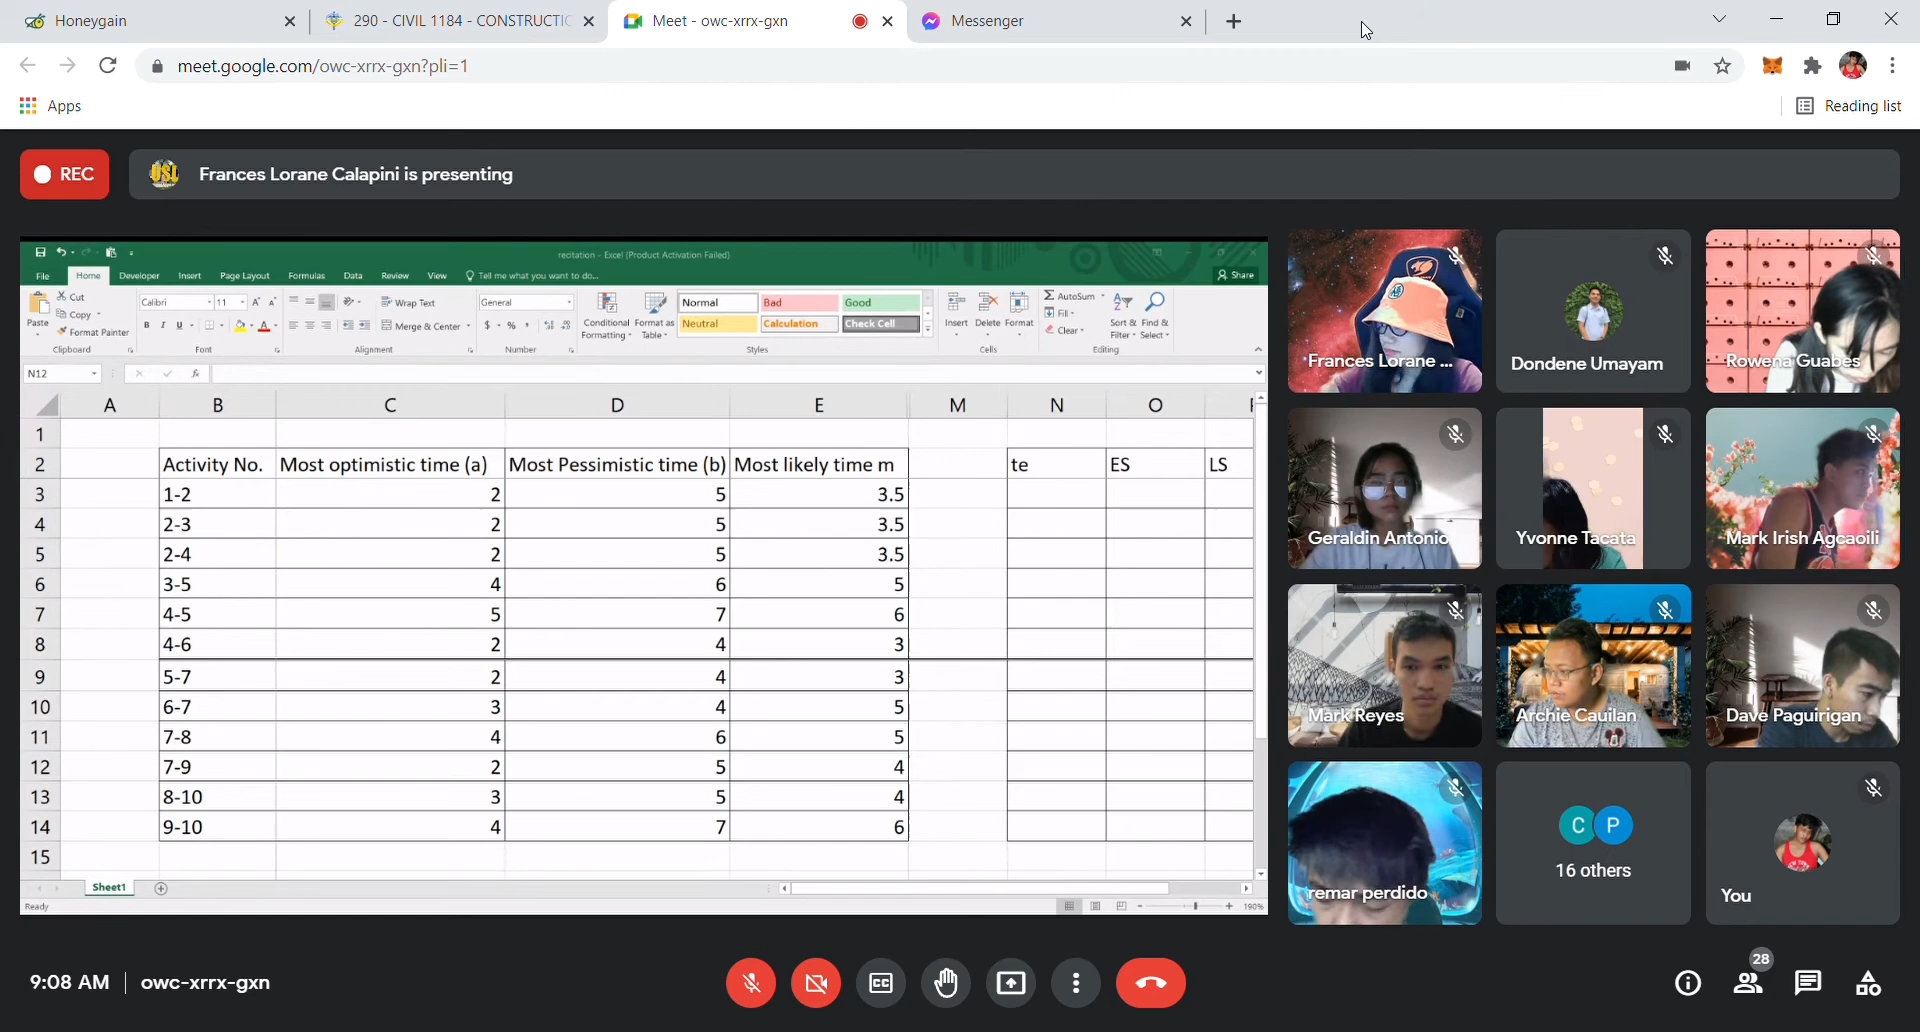 Honeygain
290 - CIVIL 1184 - CONSTRUCTIC
Meet - owc-xrrx-gxn
Messenger
meet.google.com/owc-xrrx-gxn?pli=1
Apps
Reading list
REC
USL
Frances Lorane Calapini is presenting
recitation - Excel (Product Activation Failed)
File Home Developer Insert Page Layout Formulas Data Review View Tell me what you want to do... Share
Paste
Cut
Copy
Format Painter
Clipboard
Calibri 11
B I U
Font
Wrap Text
Merge & Center
Alignment
General
$ % ,
Number
Conditional Formatting
Format as Table
Normal Bad Good
Neutral Calculation Check Cell
Styles
Insert Delete Format
Cells
AutoSum
Fill
Clear
Sort & Filter
Find & Select
Editing
N12 fx
A B C D E M N O
1
2 Activity No. Most optimistic time (a) Most Pessimistic time (b) Most likely time m te ES LS
3 1-2 2 5 3.5
4 2-3 2 5 3.5
5 2-4 2 5 3.5
6 3-5 4 6 5
7 4-5 5 7 6
8 4-6 2 4 3
9 5-7 2 4 3
10 6-7 3 4 5
11 7-8 4 6 5
12 7-9 2 5 4
13 8-10 3 5 4
14 9-10 4 7 6
15
Sheet1
Ready
190%
Frances Lorane ...
Dondene Umayam
Rowena Guabes
Geraldin Antonio
Yvonne Tacata
Mark Irish Agcaoili
Mark Reyes
Archie Cauilan
Dave Paguirigan
remar perdido
C P
16 others
You
9:08 AM | owc-xrrx-gxn
CC
28